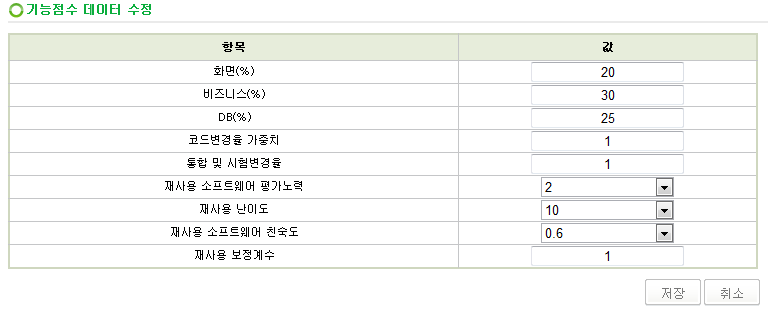 기능점수 데이터 수정
항목 값
화면(%) 20
비즈니스(%) 30
DB(%) 25
코드변경율 가중치 1
통합 및 시험변경율 1
재사용 소프트웨어 평가노력 2
재사용 난이도 10
재사용 소프트웨어 친숙도 0.6
재사용 보정계수 1
저장 취소